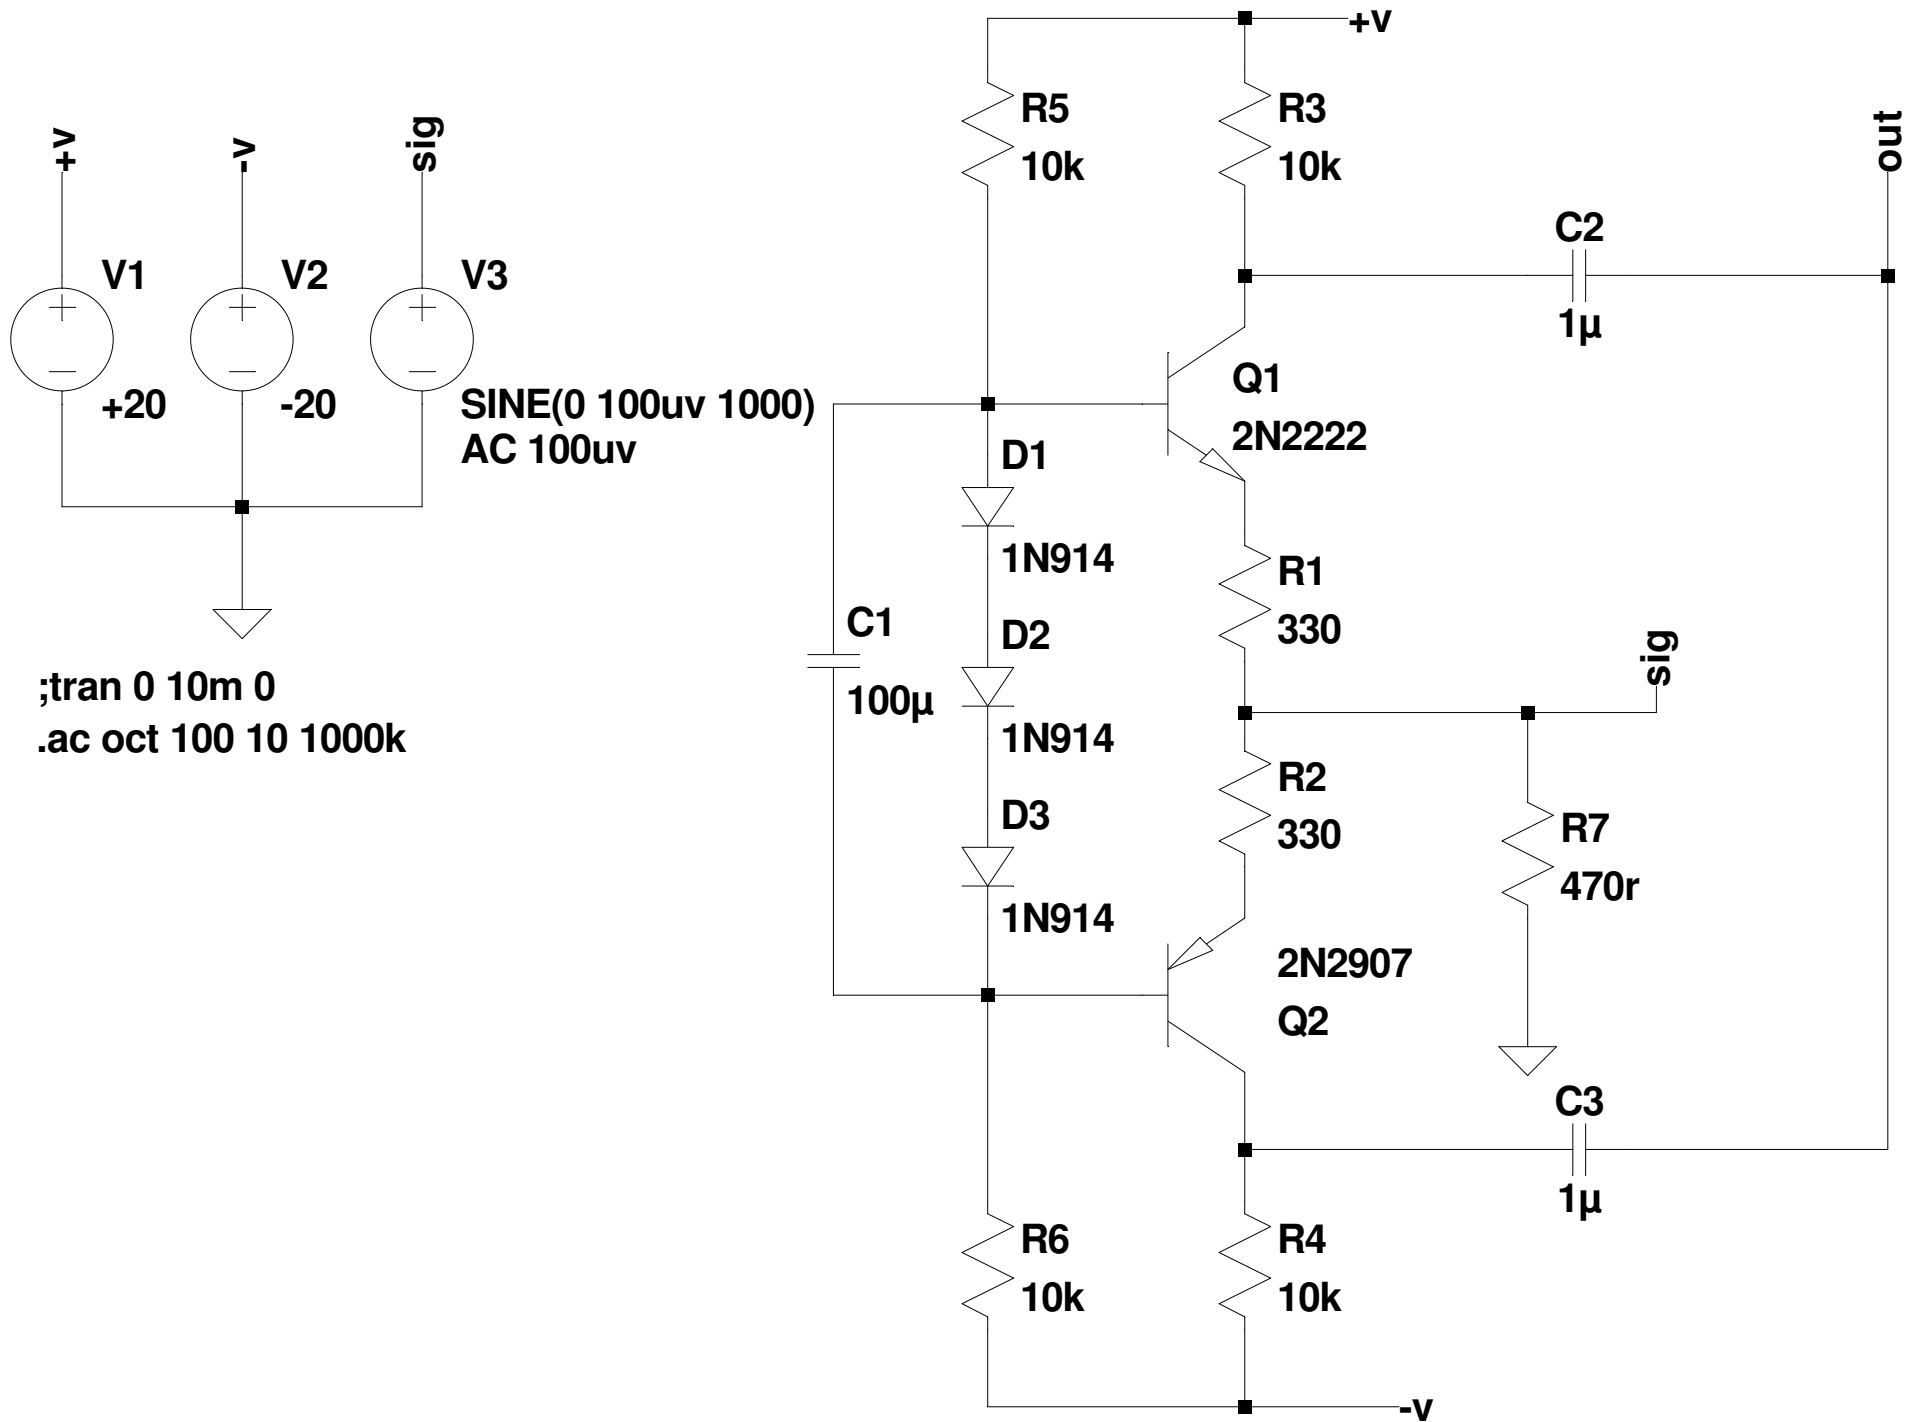 +v
-v
sig
V1
+20
V2
-20
V3
SINE(0 100uv 1000)
AC 100uv
;tran 0 10m 0
.ac oct 100 10 1000k
+v
R5
10k
R3
10k
out
C2
1µ
Q1
2N2222
D1
1N914
R1
330
C1
100µ
D2
1N914
sig
R2
330
D3
1N914
R7
470r
2N2907
Q2
C3
1µ
R6
10k
R4
10k
-v